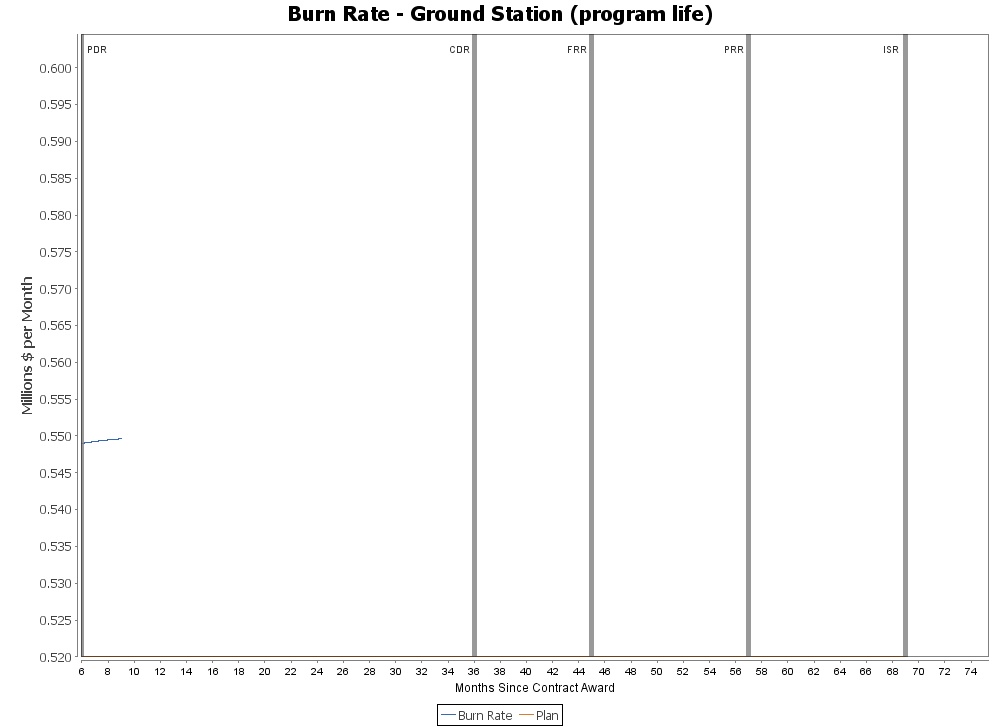 Burn Rate - Ground Station (program life)
PDR CDR FRR PRR ISR
0.600
0.595
0.590
0.585
0.580
0.575
0.570
0.565
0.560
0.555
0.550
0.545
0.540
0.535
0.530
0.525
0.520
Millions $ per Month
6 8 10 12 14 16 18 20 22 24 26 28 30 32 34 36 38 40 42 44 46 48 50 52 54 56 58 60 62 64 66 68 70 72 74
Months Since Contract Award
Burn Rate Plan